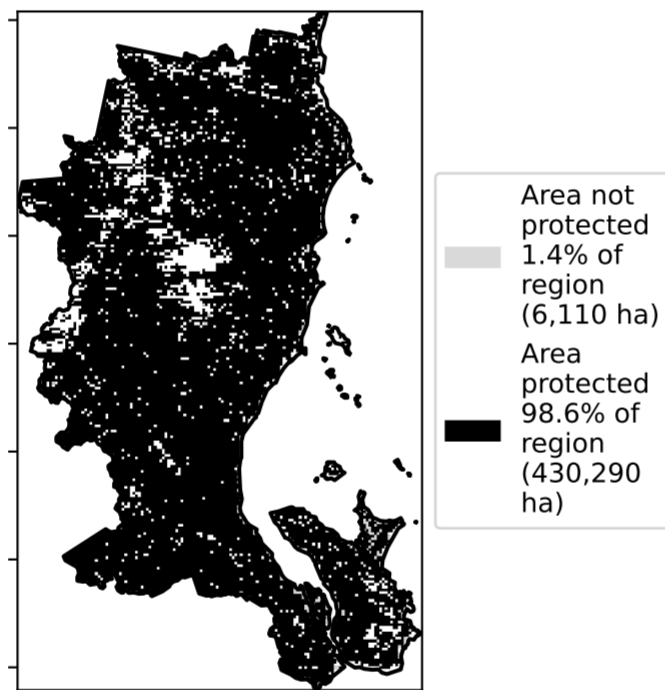 Area not
protected
1.4% of
region
(6,110 ha)
Area
protected
98.6% of
region
(430,290
ha)